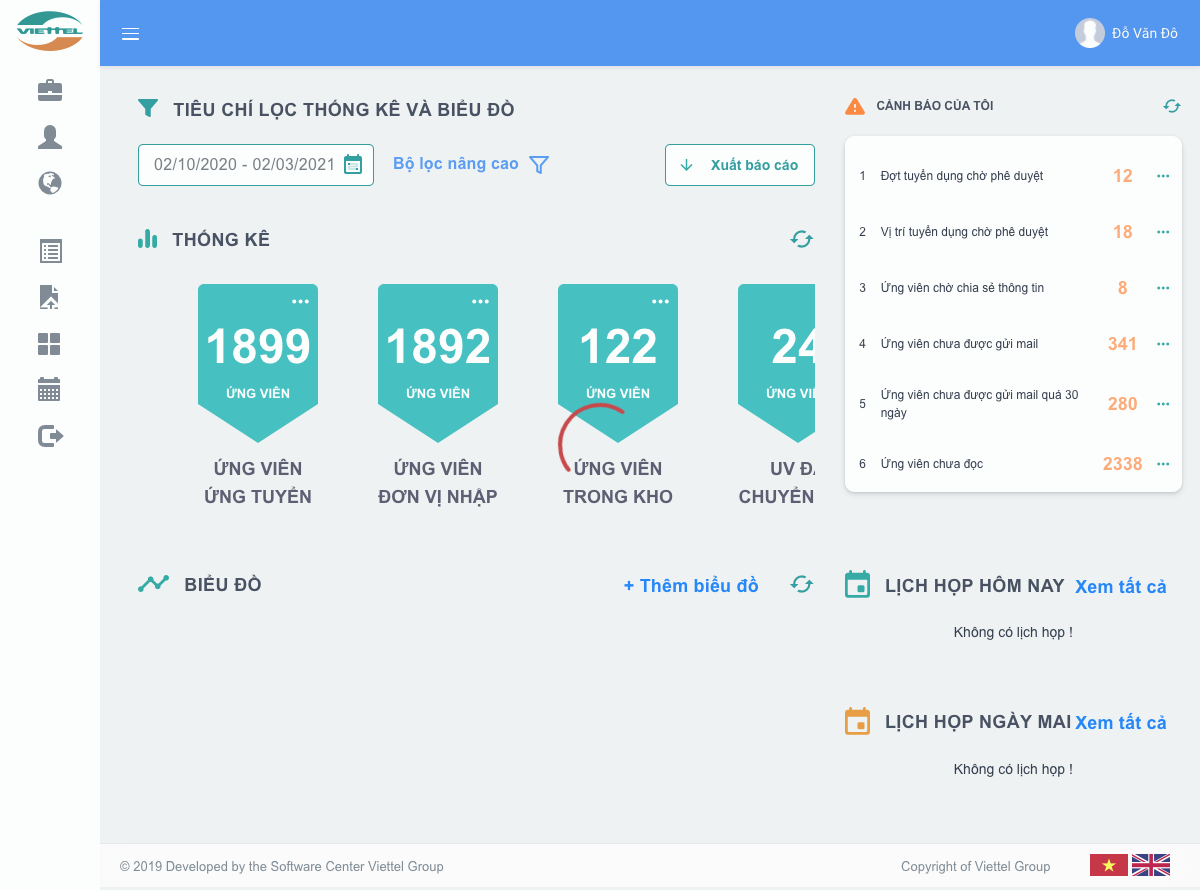 VIETTEL
Đỗ Văn Đô
TIÊU CHÍ LỌC THỐNG KÊ VÀ BIỂU ĐỒ
02/10/2020 - 02/03/2021
Bộ lọc nâng cao
Xuất báo cáo
THỐNG KÊ
1899
ỨNG VIÊN
ỨNG VIÊN
ỨNG TUYỂN
1892
ỨNG VIÊN
ỨNG VIÊN
ĐƠN VỊ NHẬP
122
ỨNG VIÊN
ỨNG VIÊN
TRONG KHO
24
ỨNG VI
UV ĐÃ
CHUYỂN
BIỂU ĐỒ
+ Thêm biểu đồ
CẢNH BÁO CỦA TÔI
1 Đợt tuyển dụng chờ phê duyệt 12
2 Vị trí tuyển dụng chờ phê duyệt 18
3 Ứng viên chờ chia sẻ thông tin 8
4 Ứng viên chưa được gửi mail 341
5 Ứng viên chưa được gửi mail quá 30
ngày 280
6 Ứng viên chưa đọc 2338
LỊCH HỌP HÔM NAY Xem tất cả
Không có lịch họp !
LỊCH HỌP NGÀY MAI Xem tất cả
Không có lịch họp !
© 2019 Developed by the Software Center Viettel Group
Copyright of Viettel Group